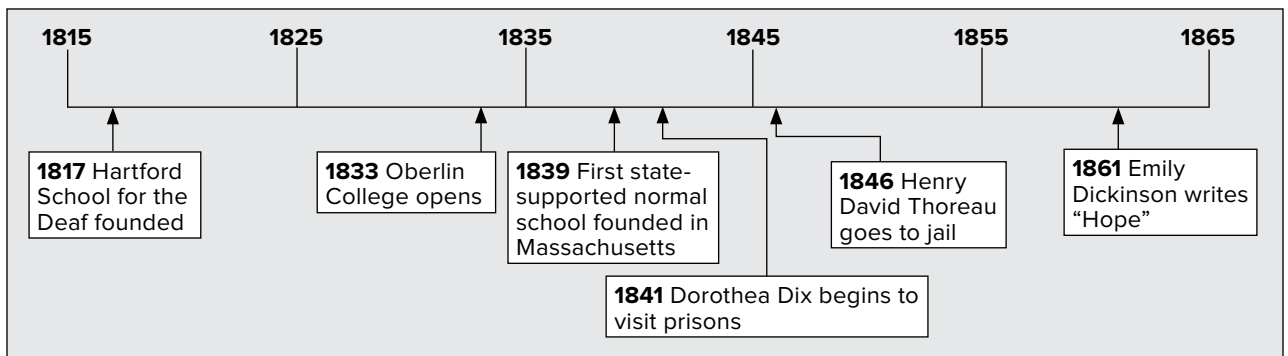 1815 1825 1835 1845 1855 1865
1817 Hartford
School for the
Deaf founded
1833 Oberlin
College opens
1839 First state-
supported normal
school founded in
Massachusetts
1841 Dorothea Dix begins to
visit prisons
1846 Henry
David Thoreau
goes to jail
1861 Emily
Dickinson writes
“Hope”